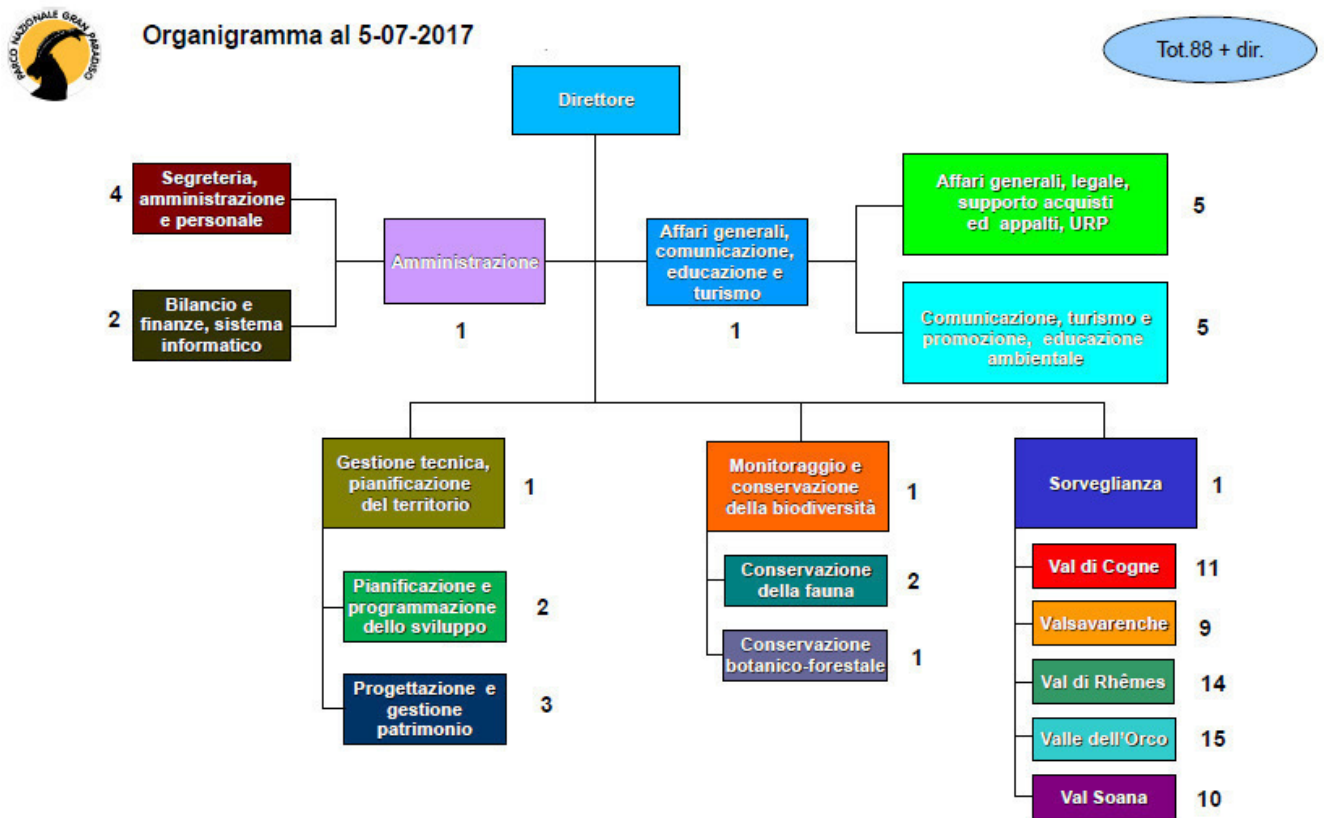 PARCO NAZIONALE GRAN PARADISO
Organigramma al 5-07-2017
Tot.88 + dir.
Direttore
4
Segreteria,
amministrazione
e personale
2
Bilancio e
finanze, sistema
informatico
Amministrazione
1
Affari generali,
comunicazione,
educazione e
turismo
1
Affari generali, legale,
supporto acquisti
ed appalti, URP
5
Comunicazione, turismo e
promozione, educazione
ambientale
5
Gestione tecnica,
pianificazione
del territorio
1
Pianificazione e
programmazione
dello sviluppo
2
Progettazione e
gestione
patrimonio
3
Monitoraggio e
conservazione
della biodiversità
1
Conservazione
della fauna
2
Conservazione
botanico-forestale
1
Sorveglianza
1
Val di Cogne
11
Valsavarenche
9
Val di Rhêmes
14
Valle dell'Orco
15
Val Soana
10